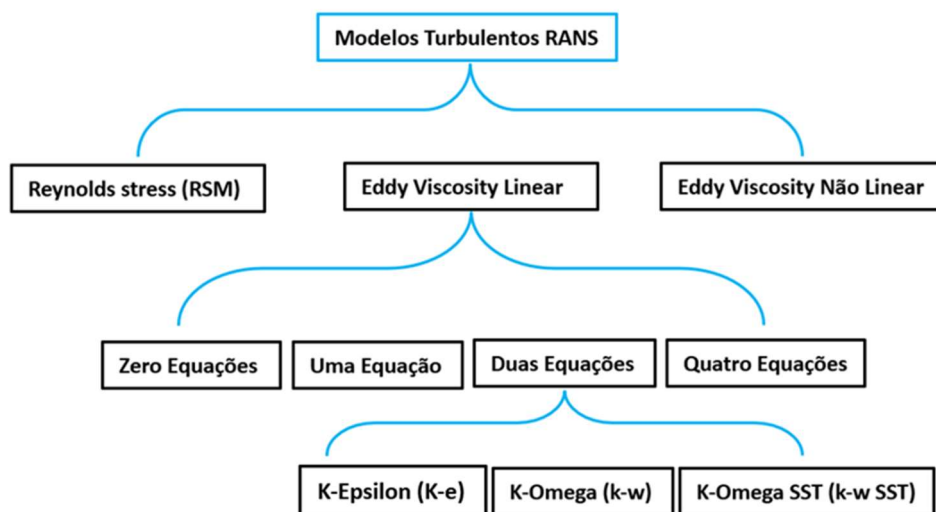 Modelos Turbulentos RANS
Reynolds stress (RSM)
Eddy Viscosity Linear
Eddy Viscosity Não Linear
Zero Equações
Uma Equação
Duas Equações
Quatro Equações
K-Epsilon (K-e)
K-Omega (k-w)
K-Omega SST (k-w SST)